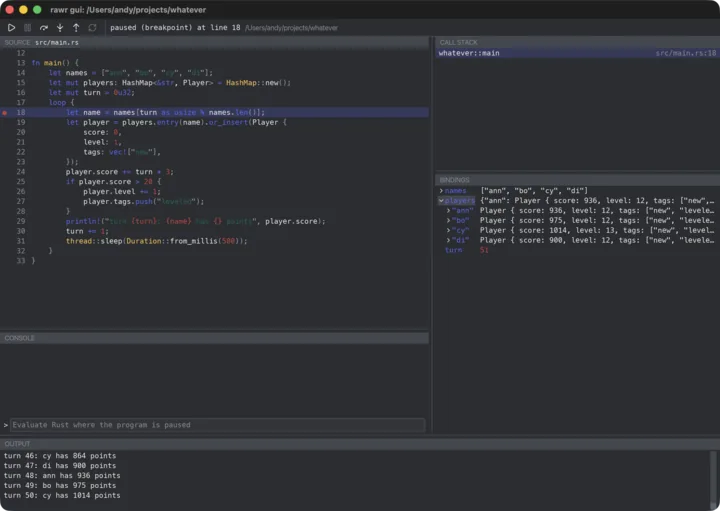 rawr gui: /Users/andy/projects/whatever
paused (breakpoint) at line 18 /Users/andy/projects/whatever
SOURCE src/main.rs
12
13 fn main() {
14 let names = ["ann", "bo", "cy", "di"];
15 let mut players: HashMap<&str, Player> = HashMap::new();
16 let mut turn = 0u32;
17 loop {
18 let name = names[turn as usize % names.len()];
19 let player = players.entry(name).or_insert(Player {
20 score: 0,
21 level: 1,
22 tags: vec!["new"],
23 });
24 player.score += turn * 3;
25 if player.score > 20 {
26 player.level += 1;
27 player.tags.push("leveled");
28 }
29 println!("turn {turn}: {name} has {} points", player.score);
30 turn += 1;
31 thread::sleep(Duration::from_millis(500));
32 }
33 }
CALL STACK
whatever::main src/main.rs:18
BINDINGS
names ["ann", "bo", "cy", "di"]
players {"ann": Player { score: 936, level: 12, tags: ["new",...
"ann" Player { score: 936, level: 12, tags: ["new", "levele...
"bo" Player { score: 975, level: 12, tags: ["new", "levele...
"cy" Player { score: 1014, level: 13, tags: ["new", "level...
"di" Player { score: 900, level: 12, tags: ["new", "levele...
turn 51
CONSOLE
> Evaluate Rust where the program is paused
OUTPUT
turn 46: cy has 864 points
turn 47: di has 900 points
turn 48: ann has 936 points
turn 49: bo has 975 points
turn 50: cy has 1014 points